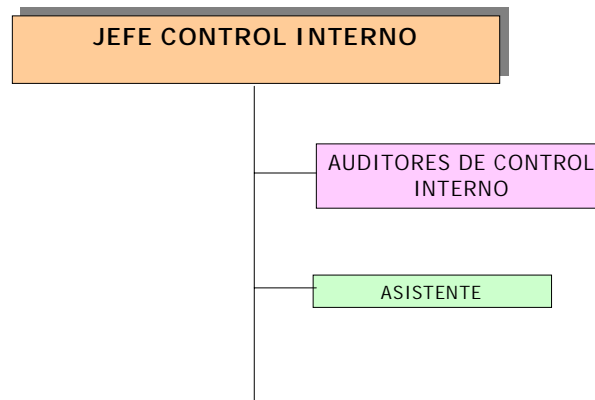 JEFE CONTROL INTERNO
AUDITORES DE CONTROL
INTERNO
ASISTENTE